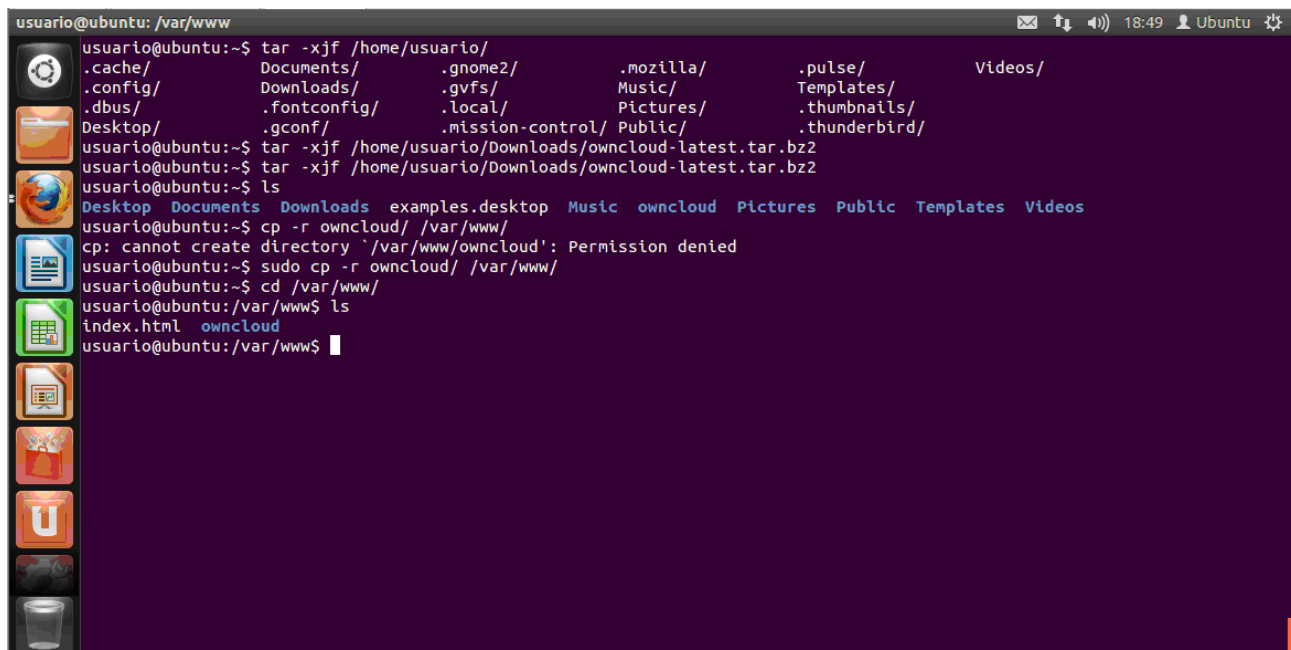 usuario@ubuntu: /var/www 18:49 Ubuntu
usuario@ubuntu:~$ tar -xjf /home/usuario/
.cache/ Documents/ .gnome2/ .mozilla/ .pulse/ Videos/
.config/ Downloads/ .gvfs/ Music/ Templates/
.dbus/ .fontconfig/ .local/ Pictures/ .thumbnails/
Desktop/ .gconf/ .mission-control/ Public/ .thunderbird/
usuario@ubuntu:~$ tar -xjf /home/usuario/Downloads/owncloud-latest.tar.bz2
usuario@ubuntu:~$ tar -xjf /home/usuario/Downloads/owncloud-latest.tar.bz2
usuario@ubuntu:~$ ls
Desktop Documents Downloads examples.desktop Music owncloud Pictures Public Templates Videos
usuario@ubuntu:~$ cp -r owncloud/ /var/www/
cp: cannot create directory `/var/www/owncloud': Permission denied
usuario@ubuntu:~$ sudo cp -r owncloud/ /var/www/
usuario@ubuntu:~$ cd /var/www/
usuario@ubuntu:/var/www$ ls
index.html owncloud
usuario@ubuntu:/var/www$